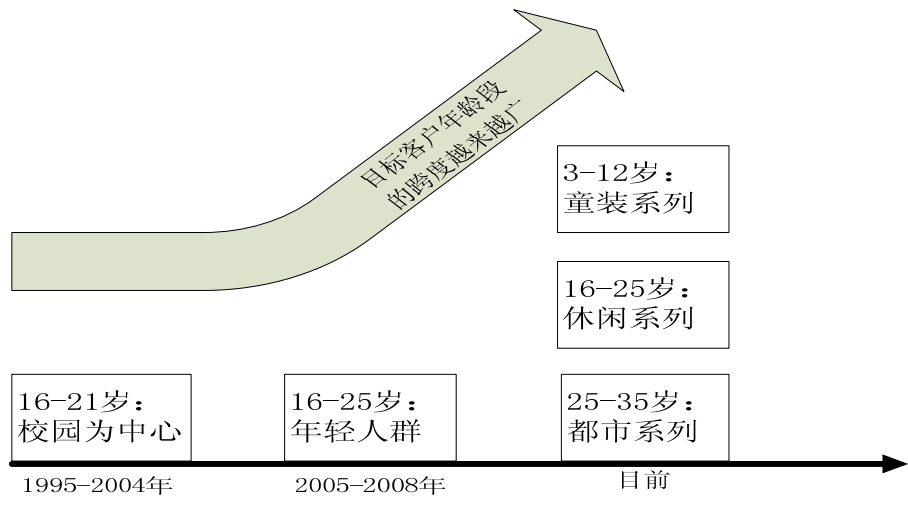 目标客户年龄段
的跨度越来越广
3-12岁：
童装系列
16-25岁：
休闲系列
16-21岁：
校园为中心
16-25岁：
年轻人群
25-35岁：
都市系列
1995-2004年
2005-2008年
目前